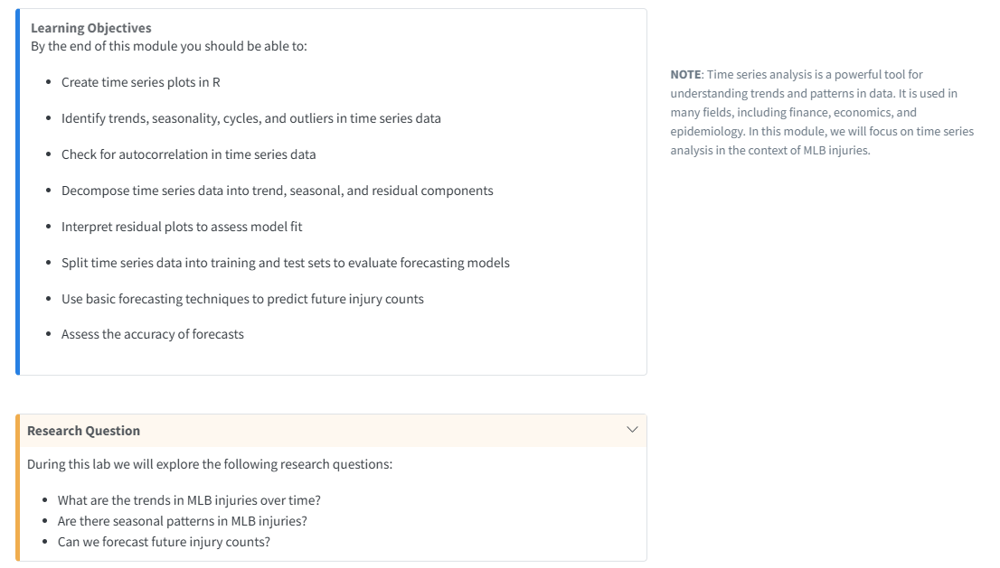 Learning Objectives
By the end of this module you should be able to:
• Create time series plots in R
• Identify trends, seasonality, cycles, and outliers in time series data
• Check for autocorrelation in time series data
• Decompose time series data into trend, seasonal, and residual components
• Interpret residual plots to assess model fit
• Split time series data into training and test sets to evaluate forecasting models
• Use basic forecasting techniques to predict future injury counts
• Assess the accuracy of forecasts
NOTE: Time series analysis is a powerful tool for
understanding trends and patterns in data. It is used in
many fields, including finance, economics, and
epidemiology. In this module, we will focus on time series
analysis in the context of MLB injuries.
Research Question
During this lab we will explore the following research questions:
• What are the trends in MLB injuries over time?
• Are there seasonal patterns in MLB injuries?
• Can we forecast future injury counts?